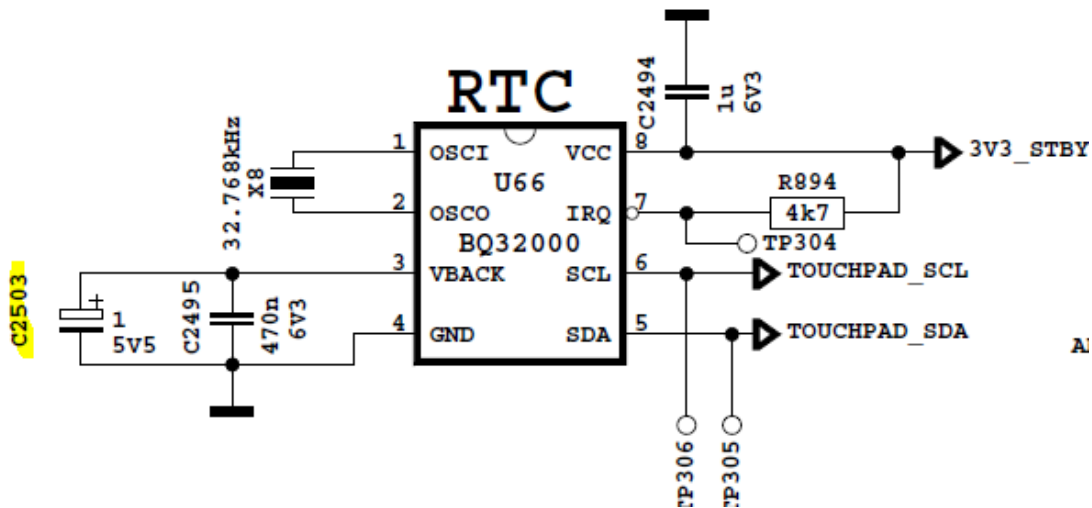 RTC
C2494
1u
6V3
32.768kHz
X8
1
OSCI
VCC
8
3V3_STBY
U66
R894
2
OSCO
IRQ
7
4k7
BQ32000
TP304
C2503
3
VBACK
SCL
6
TOUCHPAD_SCL
+
1
5V5
C2495
470n
6V3
4
GND
SDA
5
TOUCHPAD_SDA
TP306
TP305